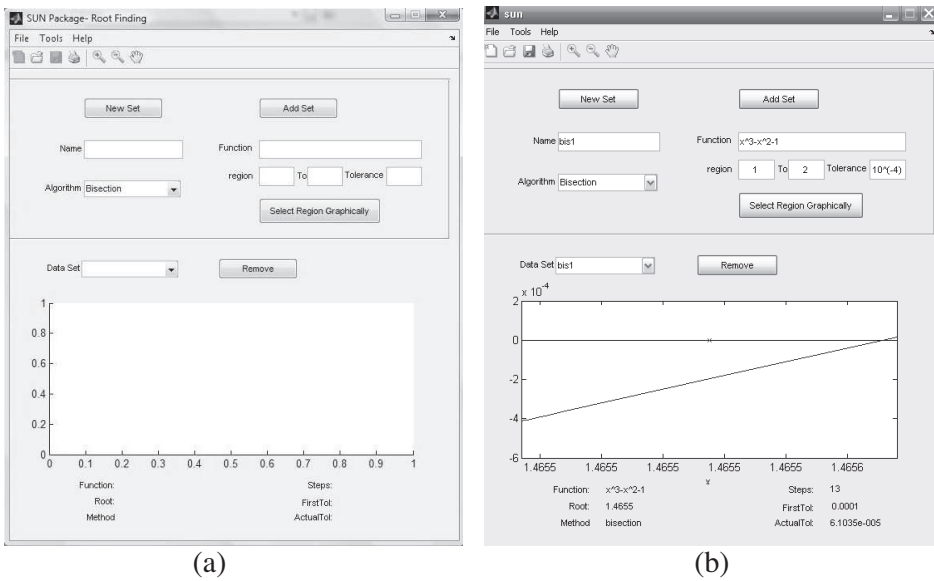 SUN Package- Root Finding
File Tools Help
New Set
Add Set
Name
Function
region
To
Tolerance
Algorithm Bisection
Select Region Graphically
Data Set
Remove
1
0.8
0.6
0.4
0.2
0
0 0.1 0.2 0.3 0.4 0.5 0.6 0.7 0.8 0.9 1
Function:
Steps:
Root:
FirstTol:
Method
ActualTol:
(a)
sun
File Tools Help
New Set
Add Set
Name bis1
Function x^3-x^2-1
region 1 To 2 Tolerance 10^(-4)
Algorithm Bisection
Select Region Graphically
Data Set bis1
Remove
x 10-4
2
0
-2
-4
-6
1.4655 1.4655 1.4655 1.4655 1.4655 1.4656
Function: x^3-x^2-1
Steps: 13
Root: 1.4655
FirstTol: 0.0001
Method bisection
ActualTol: 6.1035e-005
(b)